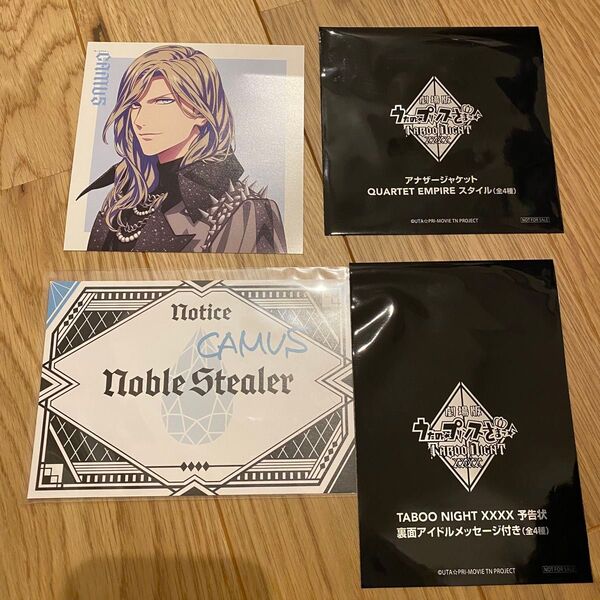 CAMUS
劇場版
うたの☆プリンスさまっ♪
TABOO NIGHT
XXXX
アナザージャケット
QUARTET EMPIRE スタイル(全4種)
©UTA☆PRI-MOVIE TN PROJECT
NOT FOR SALE
Notice
CAMUS
Noble Stealer
劇場版
うたの☆プリンスさまっ♪
TABOO NIGHT
XXXX
TABOO NIGHT XXXX 予告状
裏面アイドルメッセージ付き(全4種)
©UTA☆PRI-MOVIE TN PROJECT
NOT FOR SALE